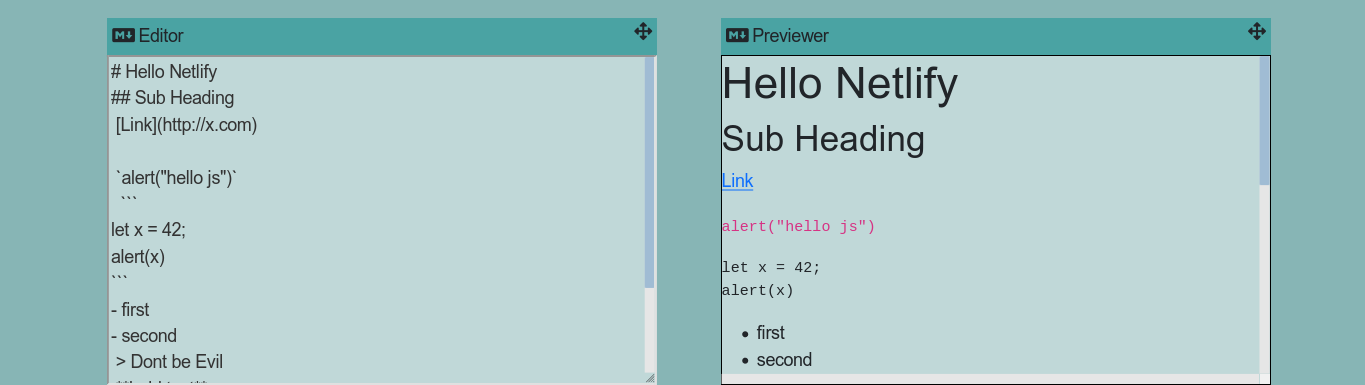 Editor
# Hello Netlify
## Sub Heading
[Link](http://x.com)
`alert("hello js")`
```
let x = 42;
alert(x)
```
- first
- second
> Dont be Evil
Previewer
Hello Netlify
Sub Heading
Link
alert("hello js")
let x = 42;
alert(x)
• first
• second